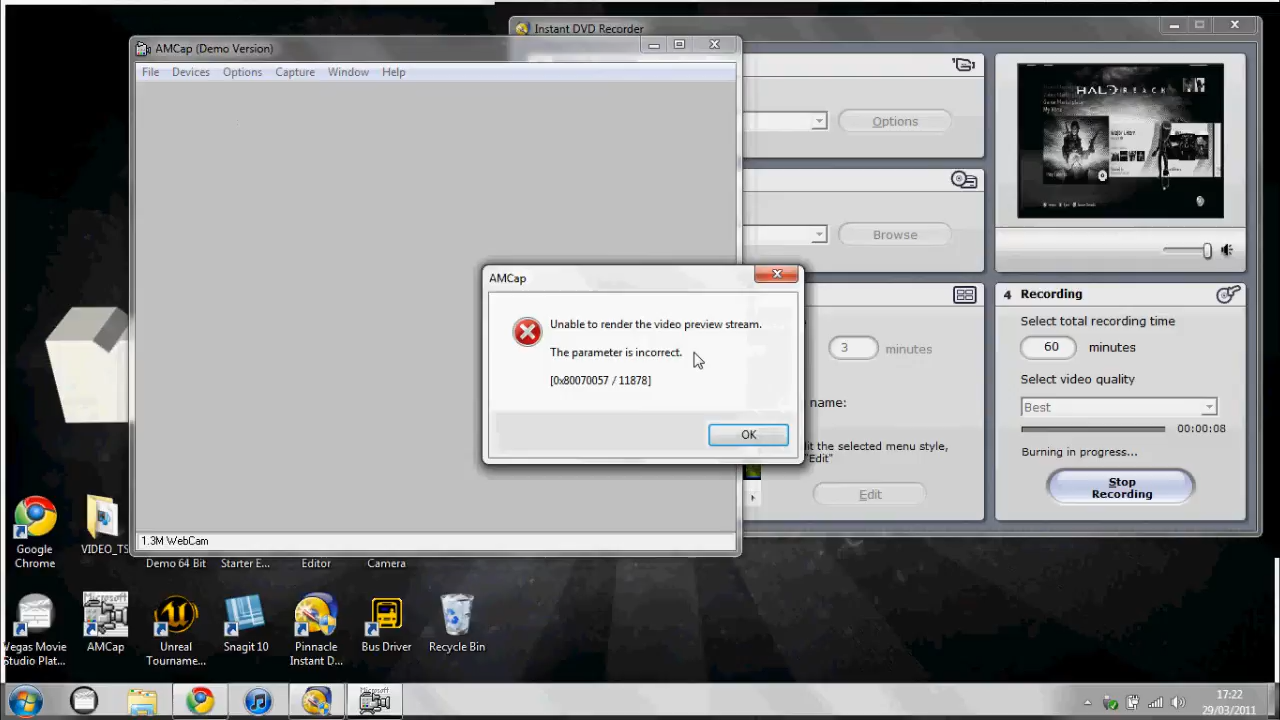 Instant DVD Recorder
AMCap (Demo Version)
File Devices Options Capture Window Help
Options
Browse
HALO REACH
AMCap
Unable to render the video preview stream.
The parameter is incorrect.
[0x80070057 / 11878]
OK
3 minutes
name:
dit the selected menu style,
"Edit"
Edit
4 Recording
Select total recording time
60 minutes
Select video quality
Best
00:00:08
Burning in progress...
Stop
Recording
1.3M WebCam
Google
Chrome
VIDEO_TS
Demo 64 Bit
Starter E...
Editor
Camera
Vegas Movie
Studio Plat...
AMCap
Unreal
Tourname...
Snagit 10
Pinnacle
Instant D...
Bus Driver
Recycle Bin
Microsoft
17:22
29/03/2011